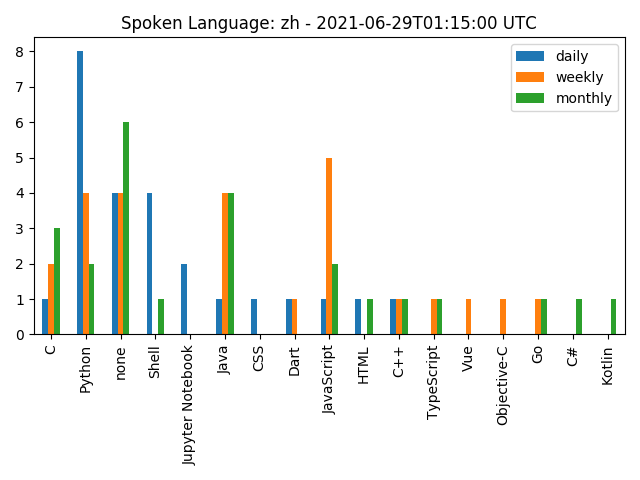 Spoken Language: zh - 2021-06-29T01:15:00 UTC
daily
weekly
monthly
8
7
6
5
4
3
2
1
0
C
Python
none
Shell
Jupyter Notebook
Java
CSS
Dart
JavaScript
HTML
C++
TypeScript
Vue
Objective-C
Go
C#
Kotlin